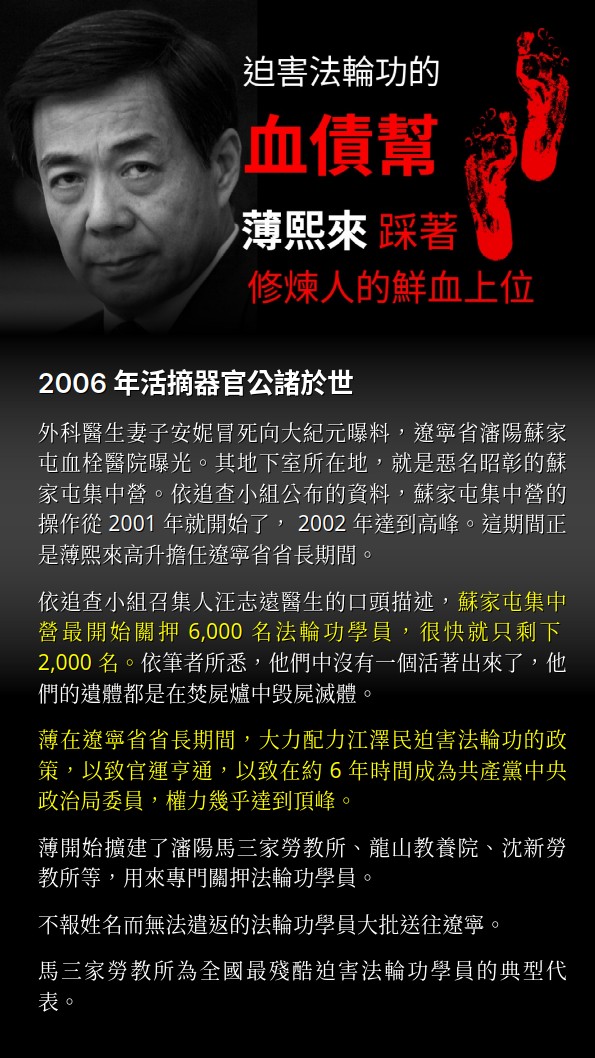 迫害法輪功的
血債幫
薄熙來 踩著
修煉人的鮮血上位
2006 年活摘器官公諸於世
外科醫生妻子安妮冒死向大紀元曝料，遼寧省瀋陽蘇家
屯血栓醫院曝光。其地下室所在地，就是惡名昭彰的蘇
家屯集中營。依追查小組公布的資料，蘇家屯集中營的
操作從 2001 年就開始了， 2002 年達到高峰。這期間正
是薄熙來高升擔任遼寧省省長期間。
依追查小組召集人汪志遠醫生的口頭描述，蘇家屯集中
營最開始關押 6,000 名法輪功學員，很快就只剩下
2,000 名。依筆者所悉，他們中沒有一個活著出來了，他
們的遺體都是在焚屍爐中毀屍滅體。
薄在遼寧省省長期間，大力配力江澤民迫害法輪功的政
策，以致官運亨通，以致在約 6 年時間成為共產黨中央
政治局委員，權力幾乎達到頂峰。
薄開始擴建了瀋陽馬三家勞教所、龍山教養院、沈新勞
教所等，用來專門關押法輪功學員。
不報姓名而無法遣返的法輪功學員大批送往遼寧。
馬三家勞教所為全國最殘酷迫害法輪功學員的典型代
表。